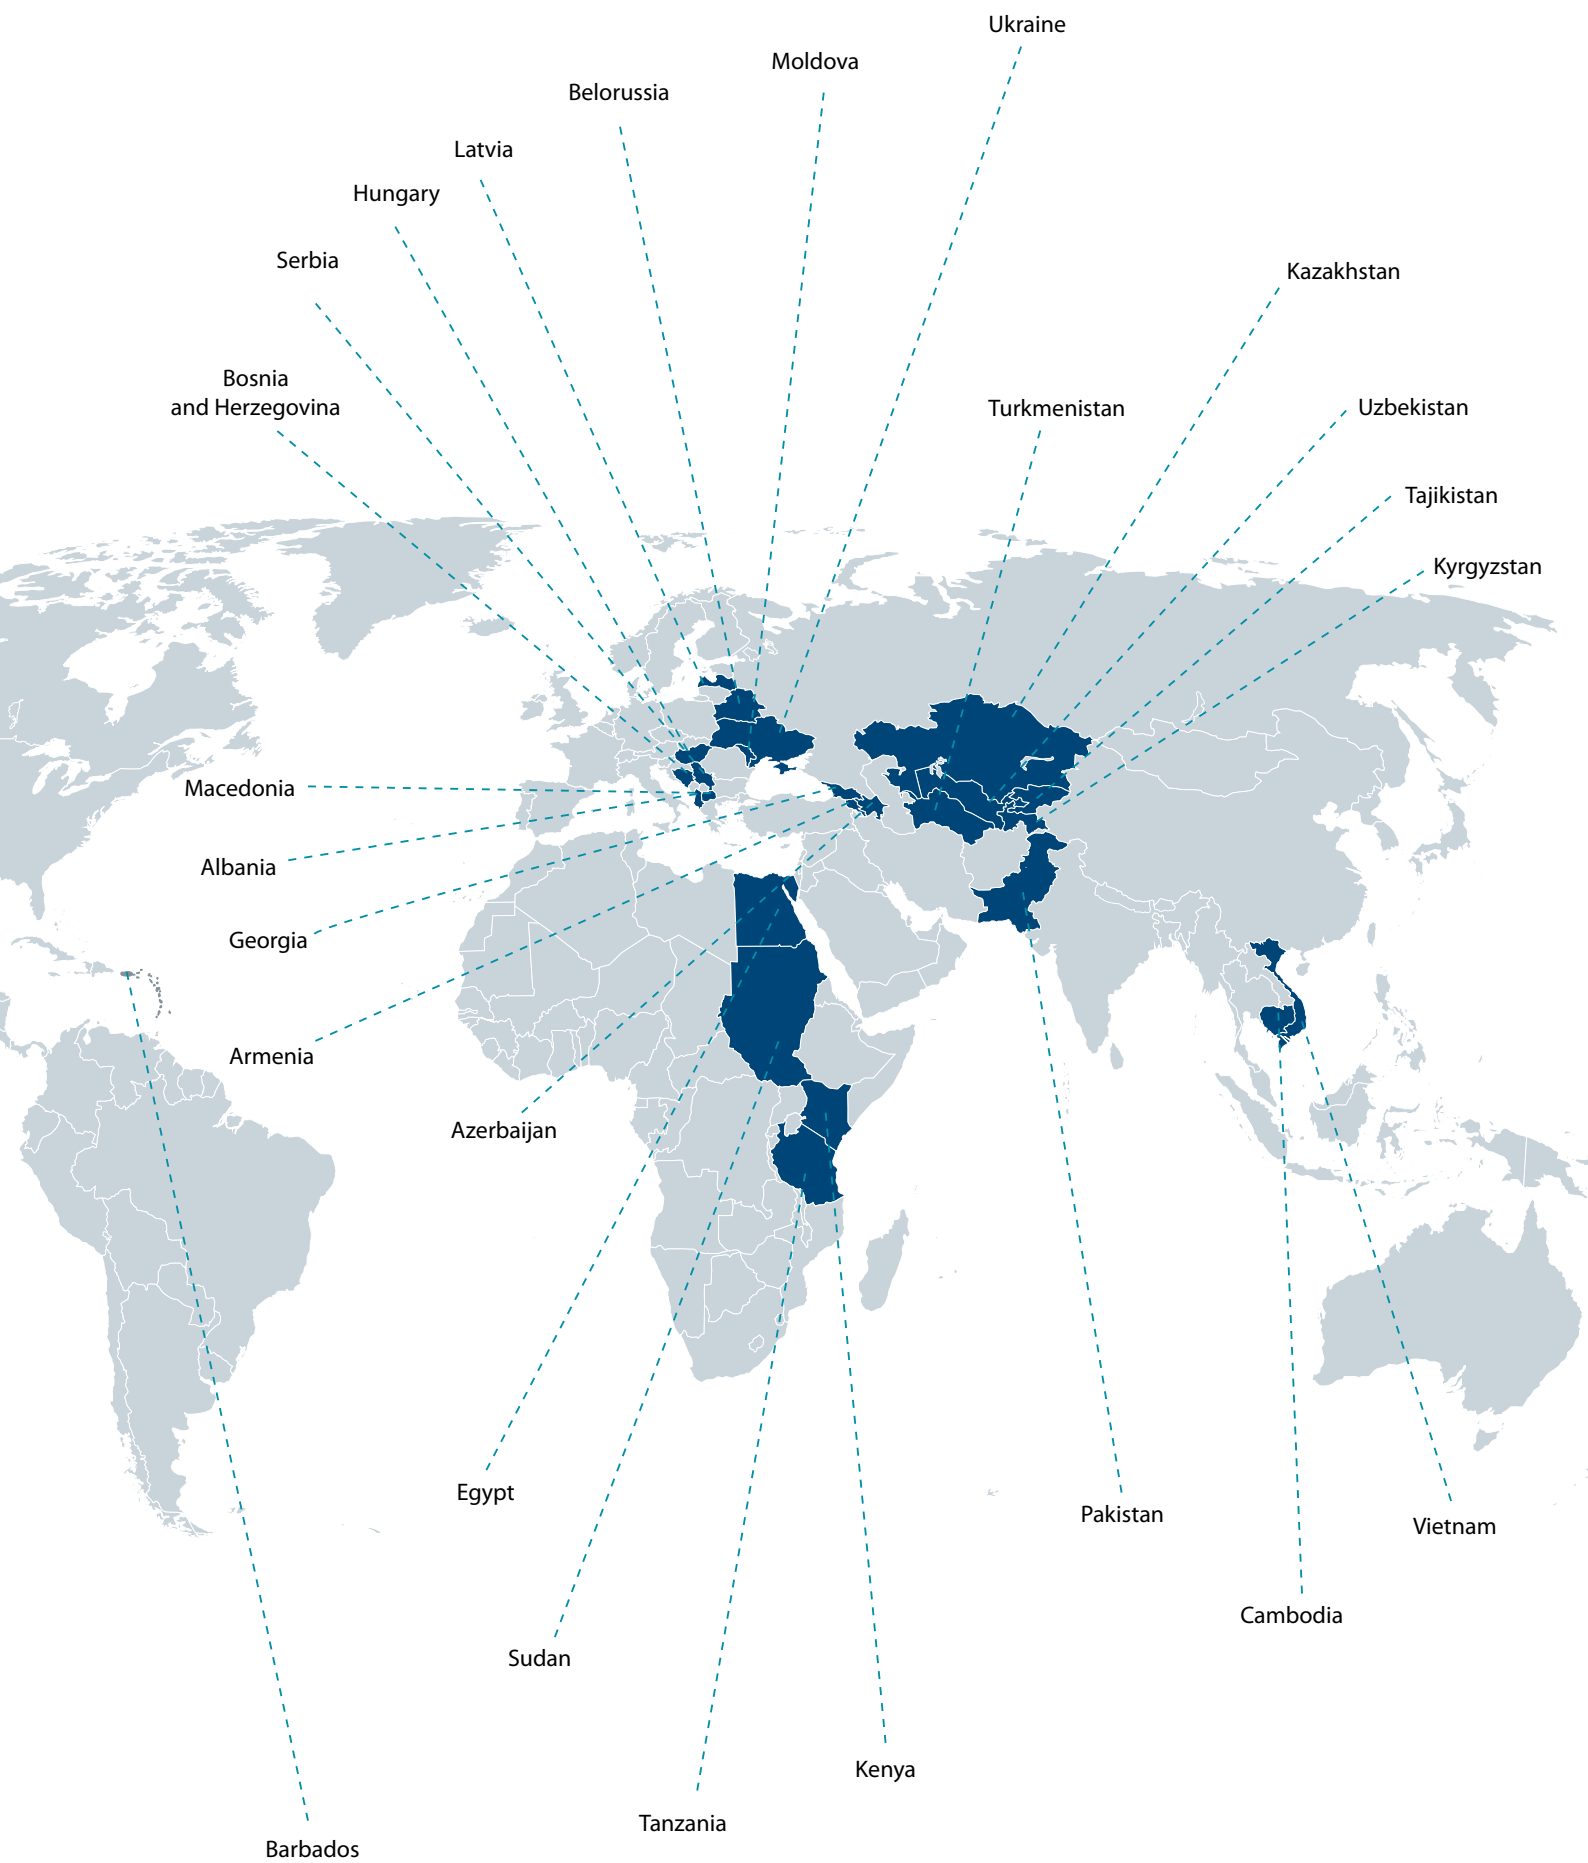 Ukraine
Moldova
Belorussia
Latvia
Hungary
Serbia
Kazakhstan
Bosnia
and Herzegovina
Turkmenistan
Uzbekistan
Tajikistan
Kyrgyzstan
Macedonia
Albania
Georgia
Armenia
Azerbaijan
Egypt
Pakistan
Vietnam
Cambodia
Sudan
Kenya
Tanzania
Barbados